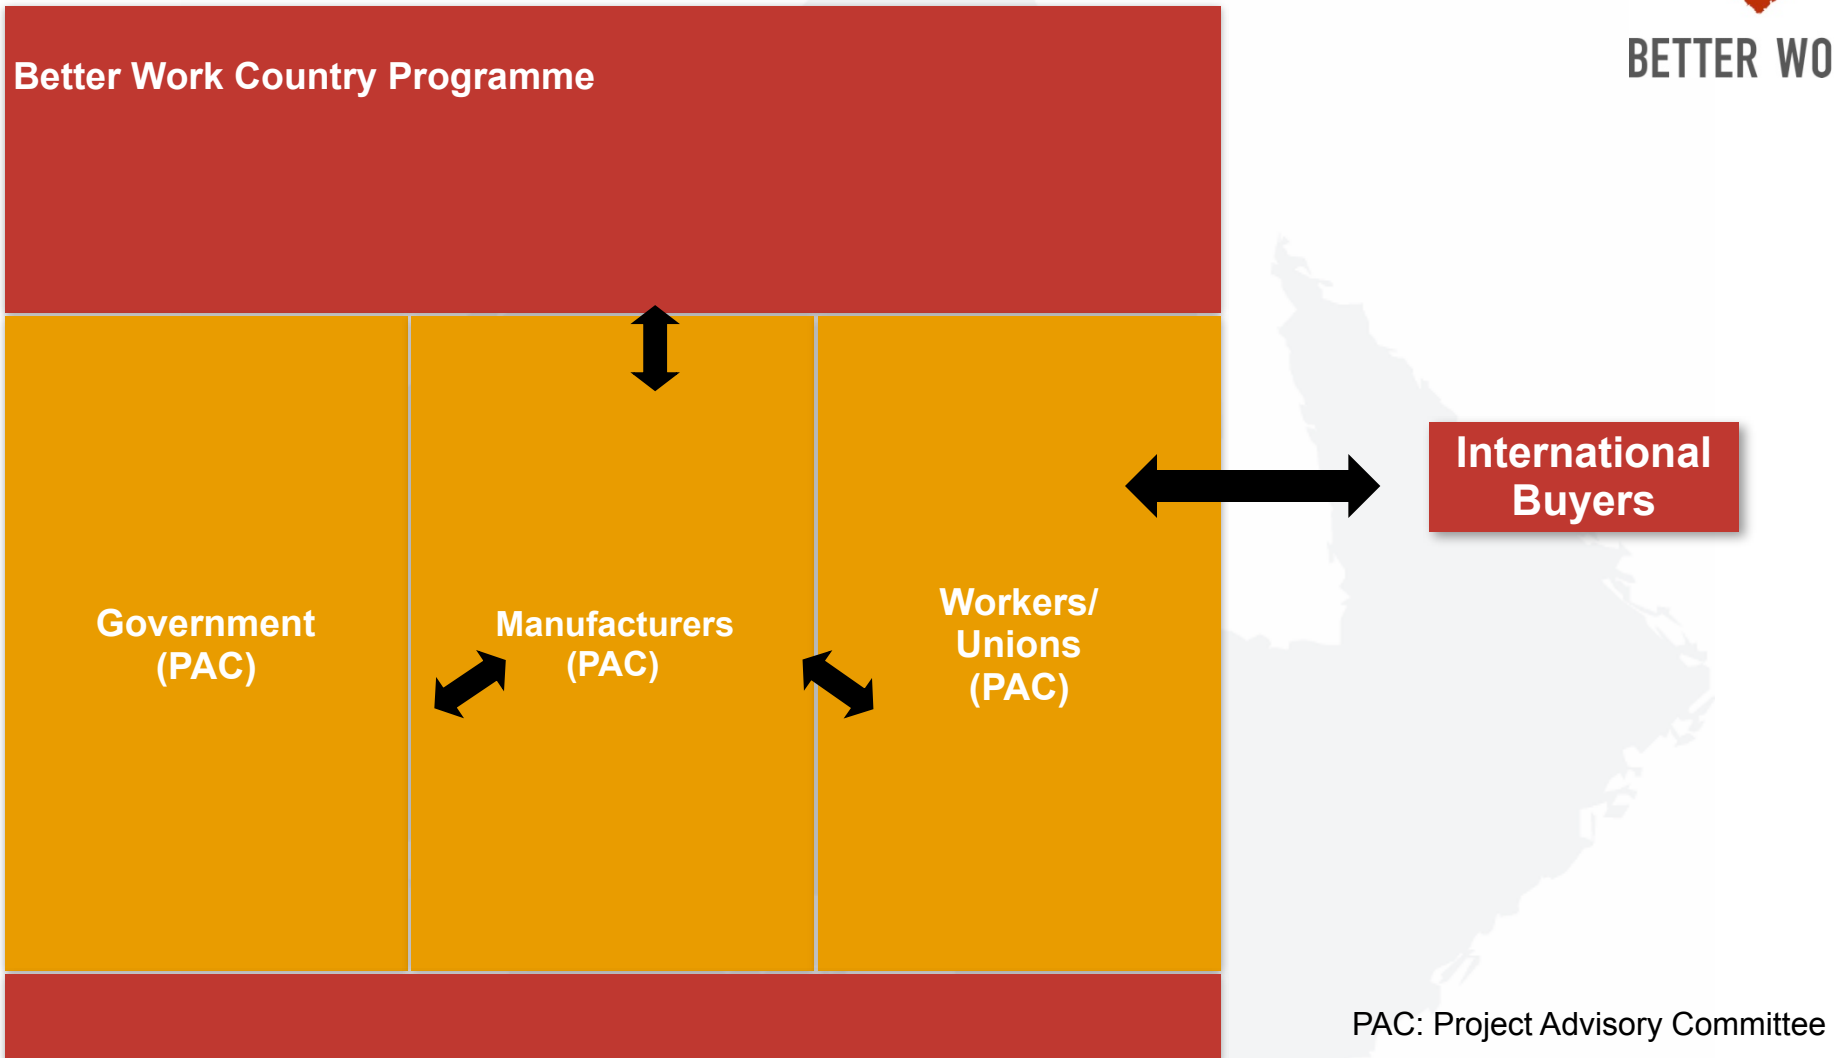 Better Work Country Programme
BETTER WO
International
Buyers
Government
(PAC)
Manufacturers
(PAC)
Workers/
Unions
(PAC)
PAC: Project Advisory Committee